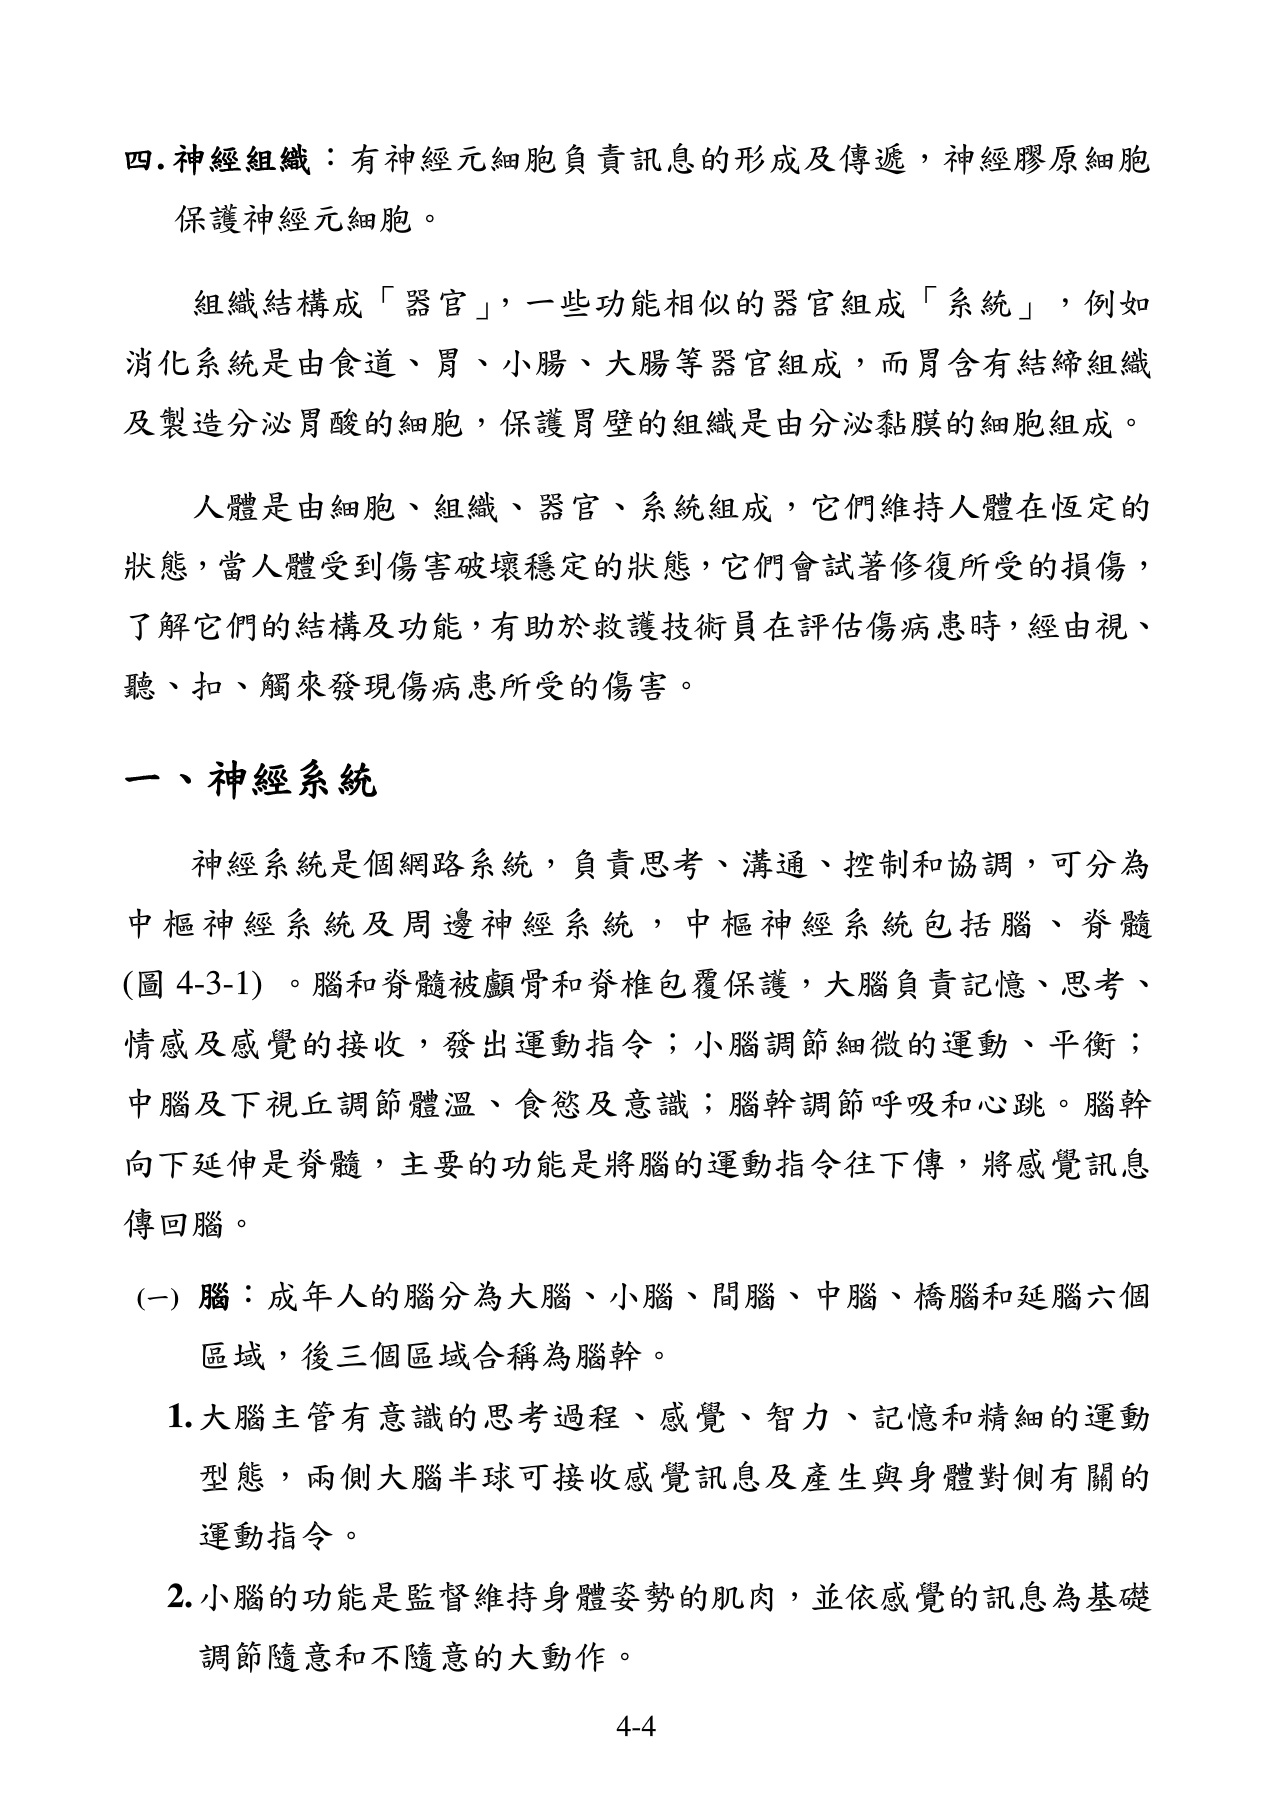 四.神經組織：有神經元細胞負責訊息的形成及傳遞，神經膠原細胞
保護神經元細胞。
組織結構成「器官」，一些功能相似的器官組成「系統」，例如
消化系統是由食道、胃、小腸、大腸等器官組成，而胃含有結締組織
及製造分泌胃酸的細胞，保護胃壁的組織是由分泌黏膜的細胞組成。
人體是由細胞、組織、器官、系統組成，它們維持人體在恆定的
狀態，當人體受到傷害破壞穩定的狀態，它們會試著修復所受的損傷，
了解它們的結構及功能，有助於救護技術員在評估傷病患時，經由視、
聽、扣、觸來發現傷病患所受的傷害。
一、神經系統
神經系統是個網路系統，負責思考、溝通、控制和協調，可分為
中樞神經系統及周邊神經系統，中樞神經系統包括腦、脊髓
(圖 4-3-1) 。腦和脊髓被顱骨和脊椎包覆保護，大腦負責記憶、思考、
情感及感覺的接收，發出運動指令；小腦調節細微的運動、平衡；
中腦及下視丘調節體溫、食慾及意識；腦幹調節呼吸和心跳。腦幹
向下延伸是脊髓，主要的功能是將腦的運動指令往下傳，將感覺訊息
傳回腦。
(一) 腦：成年人的腦分為大腦、小腦、間腦、中腦、橋腦和延腦六個
區域，後三個區域合稱為腦幹。
1.大腦主管有意識的思考過程、感覺、智力、記憶和精細的運動
型態，兩側大腦半球可接收感覺訊息及產生與身體對側有關的
運動指令。
2.小腦的功能是監督維持身體姿勢的肌肉，並依感覺的訊息為基礎
調節隨意和不隨意的大動作。
4-4